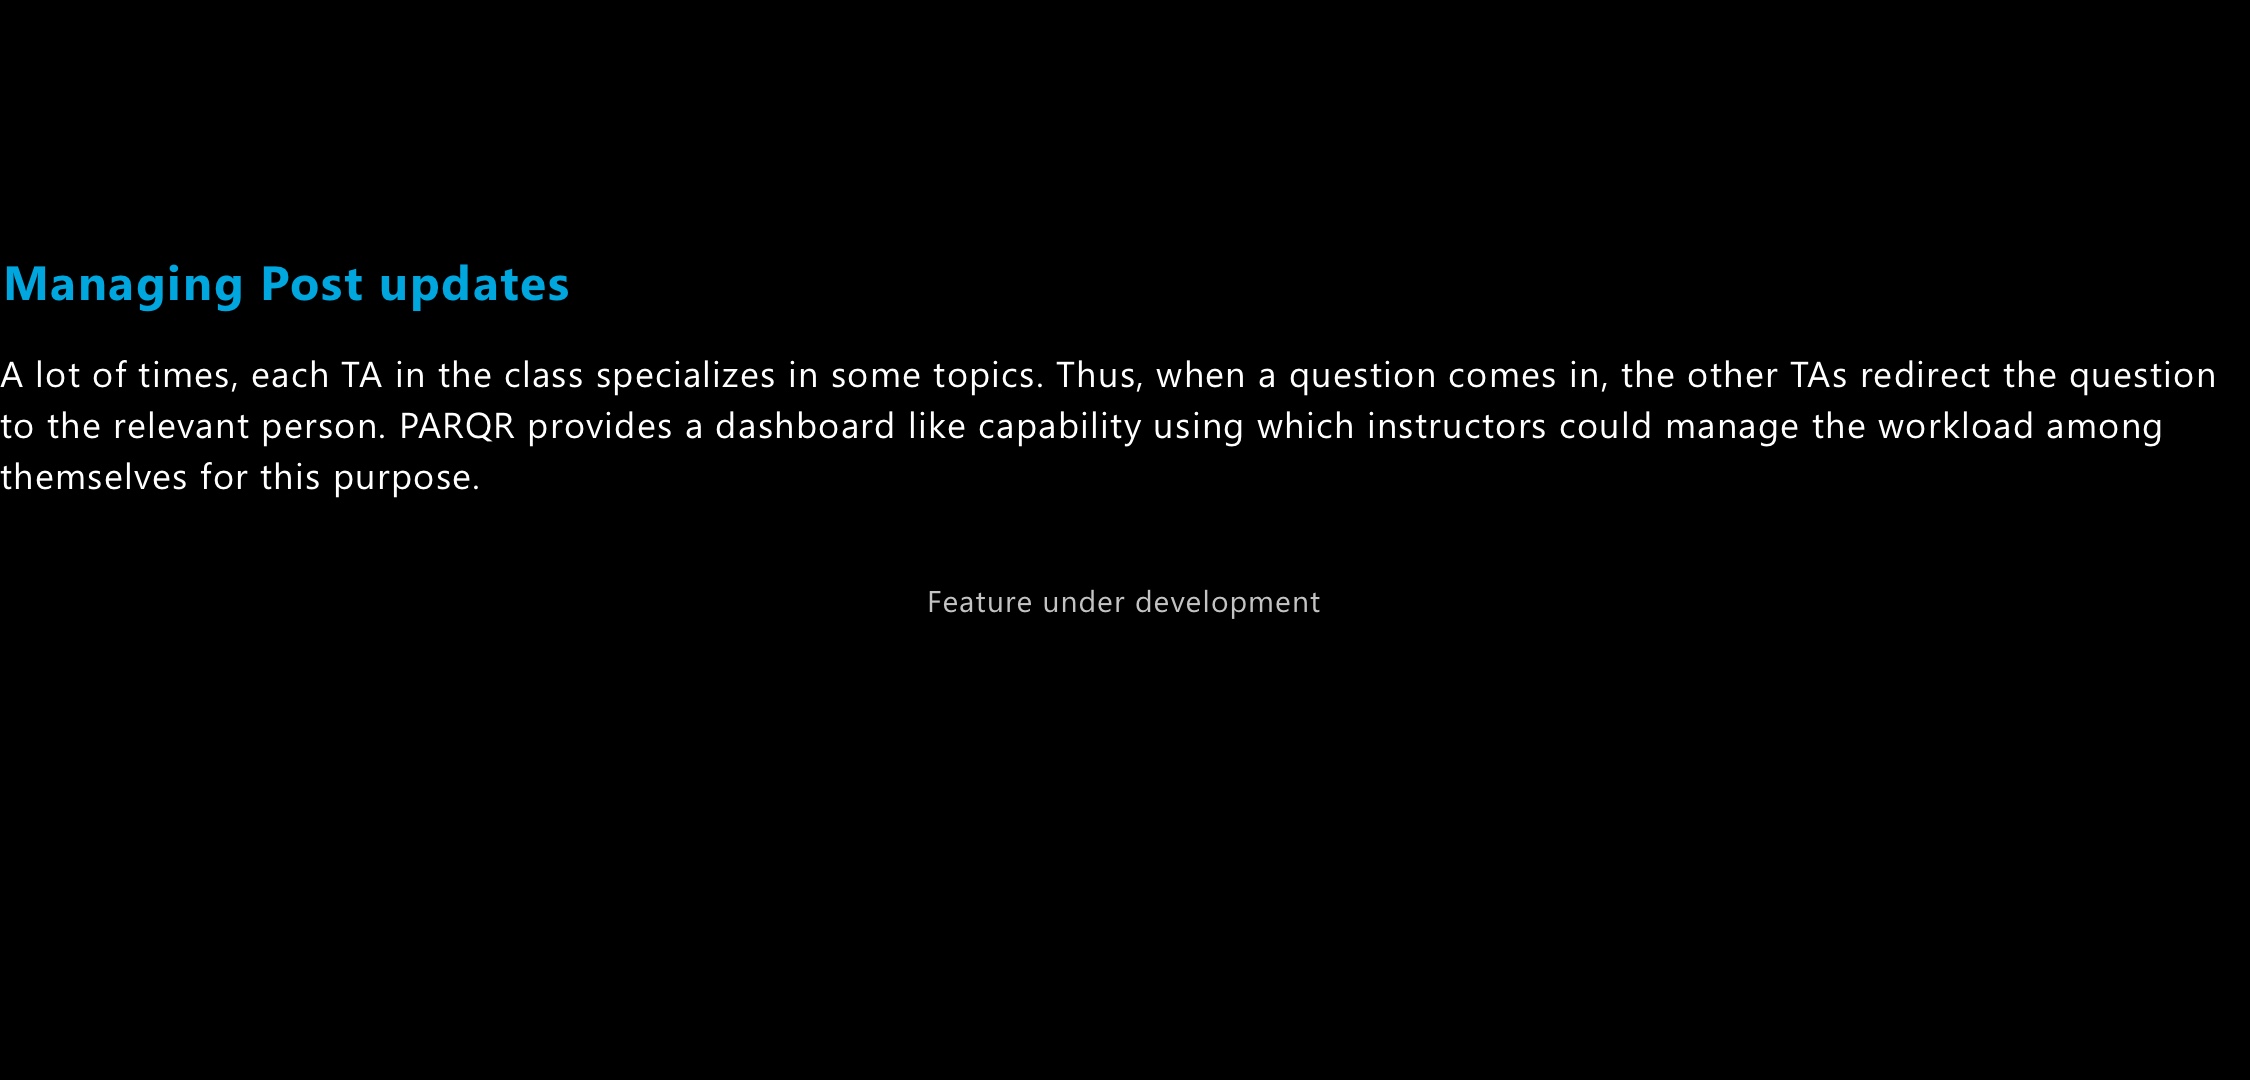 Managing Post updates
A lot of times, each TA in the class specializes in some topics. Thus, when a question comes in, the other TAs redirect the question
to the relevant person. PARQR provides a dashboard like capability using which instructors could manage the workload among
themselves for this purpose.
Feature under development